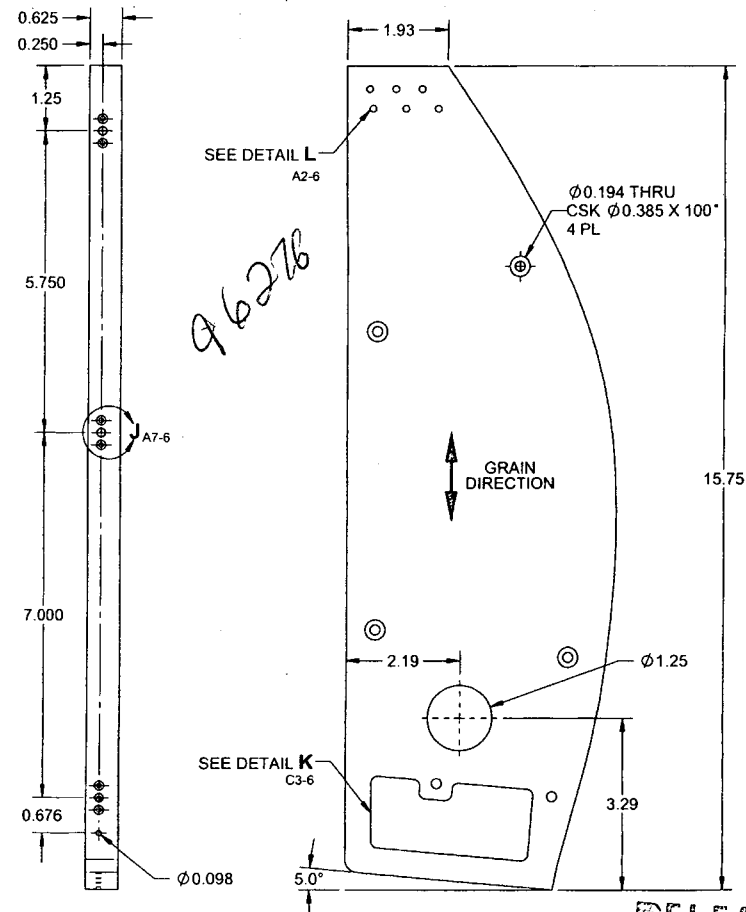 0.625
0.250
1.25
5.750
7.000
0.676
J A7-6
Ø0.098
1.93
SEE DETAIL L
A2-6
Ø0.194 THRU
CSK Ø0.385 X 100°
4 PL
96276
GRAIN
DIRECTION
15.75
2.19
Ø1.25
SEE DETAIL K
C3-6
3.29
5.0°